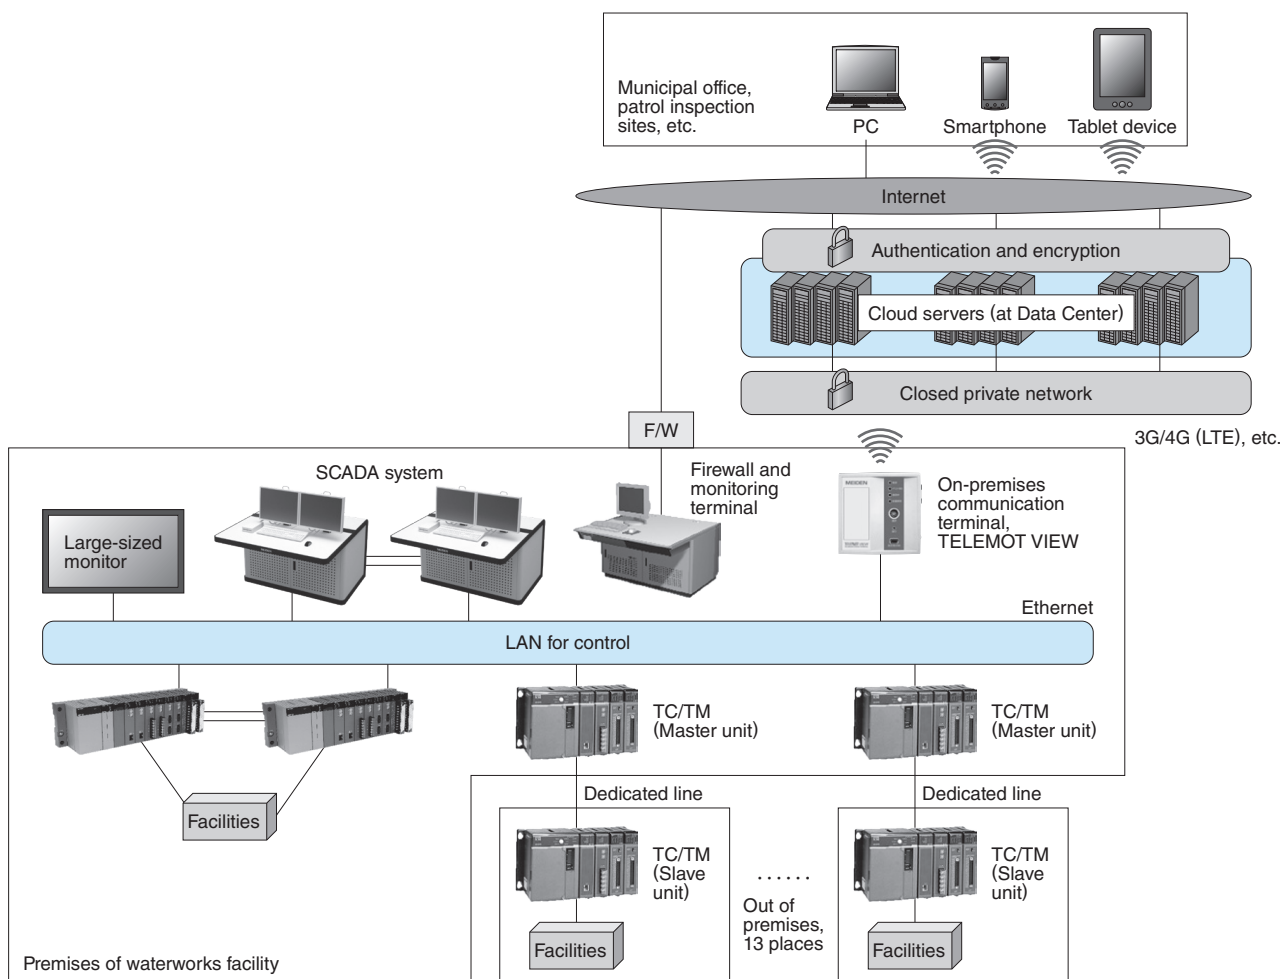 Municipal office,
patrol inspection
sites, etc.
PC
Smartphone
Tablet device
Internet
Authentication and encryption
Cloud servers (at Data Center)
Closed private network
F/W
3G/4G (LTE), etc.
SCADA system
Firewall and
monitoring
terminal
MEIDEN
On-premises
communication
terminal,
TELEMOT VIEW
Large-sized
monitor
Ethernet
LAN for control
TC/TM
(Master unit)
TC/TM
(Master unit)
Dedicated line
Dedicated line
Facilities
TC/TM
(Slave
unit)
......
Out of
premises,
13 places
TC/TM
(Slave
unit)
Facilities
Facilities
Premises of waterworks facility